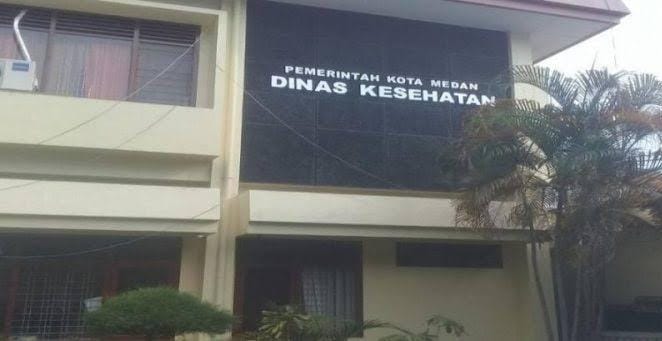 PEMERINTAH KOTA MEDAN
DINAS KESEHATAN